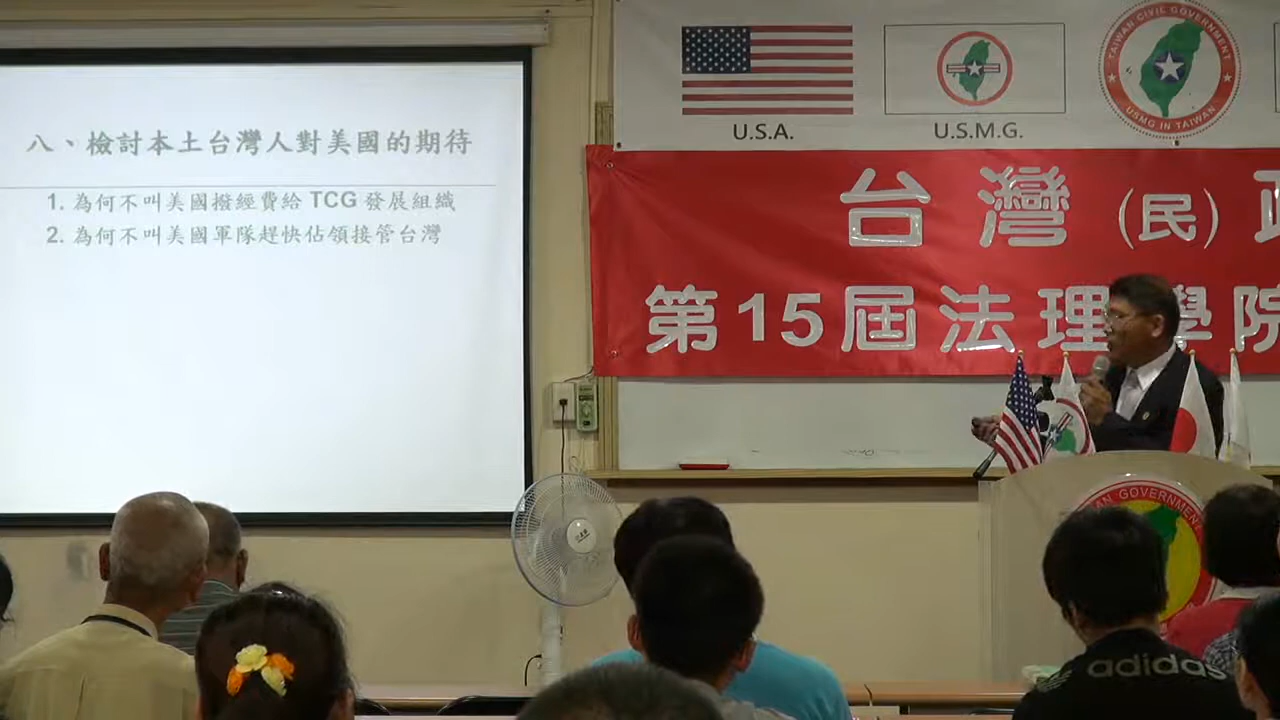 八、檢討本土台灣人對美國的期待
1. 為何不叫美國撥經費給 TCG 發展組織
2. 為何不叫美國軍隊趕快佔領接管台灣
U.S.A.
U.S.M.G.
TAIWAN CIVIL GOVERNMENT
USMG IN TAIWAN
台灣(民)政
第15屆法理學院
GOVERNMENT
adidas